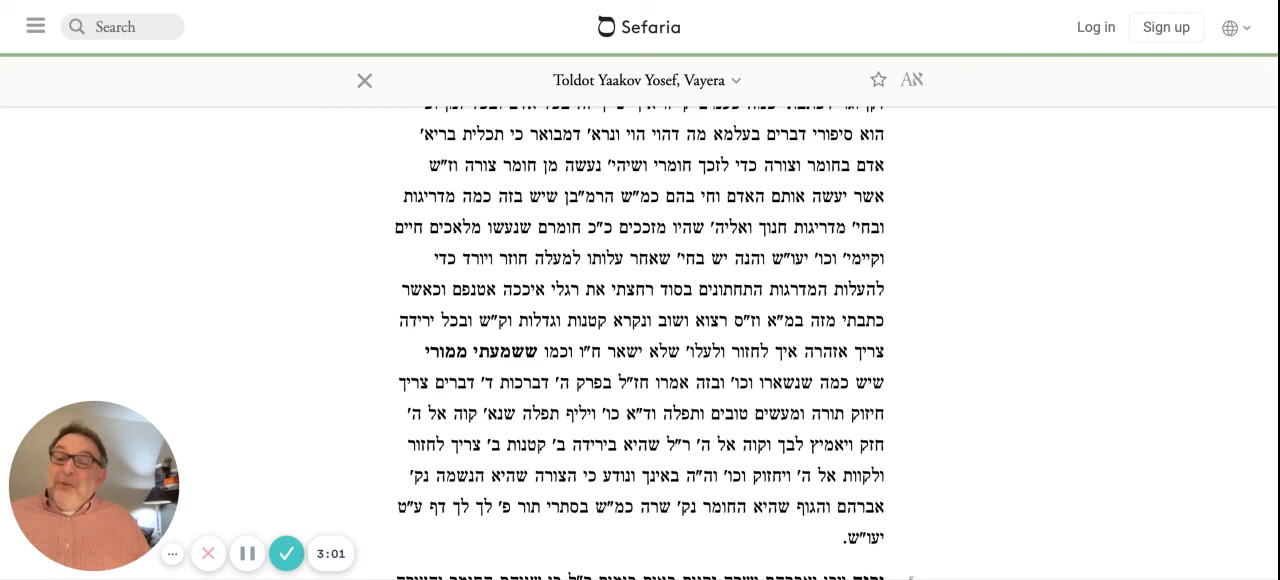 Search
Sefaria
Log in
Sign up
Toldot Yaakov Yosef, Vayera
Aא
הוא סיפורי דברים בעלמא מה דהוי הוי ונרא' דמבואר כי תכלית בריא'
אדם בחומר וצורה כדי לזכך חומרי ושיהי' נעשה מן חומר צורה וז"ש
אשר יעשה אותם האדם וחי בהם כמ"ש הרמ"בן שיש בזה כמה מדריגות
ובחי' מדריגות חנוך ואליה' שהיו מזככים כ"כ חומרם שנעשו מלאכים חיים
וקיימי' וכו' יעו"ש והנה יש בחי' שאחר עלותו למעלה חוזר ויורד כדי
להעלות המדרגות התחתונים בסוד רחצתי את רגלי איככה אטנפם וכאשר
כתבתי מזה במ"א וז"ס רצוא ושוב ונקרא קטנות וגדלות וק"ש ובכל ירידה
צריך אזהרה איך לחזור ולעלו' שלא ישאר ח"ו וכמו ששמעתי ממורי
שיש כמה שנשארו וכו' ובזה אמרו חז"ל בפרק ה' דברכות ד' דברים צריך
חיזוק תורה ומעשים טובים ותפלה וד"א כו' ויליף תפלה שנא' קוה אל ה'
חזק ויאמיץ לבך וקוה אל ה' ר"ל שהיא בירידה ב' קטנות ב' צריך לחזור
ולקוות אל ה' ויחזוק וכו' וה"ה באינך ונודע כי הצורה שהיא הנשמה נק'
אברהם והגוף שהיא החומר נק' שרה כמ"ש בסתרי תור פ' לך לך דף ע"ט
יעו"ש.
3:01